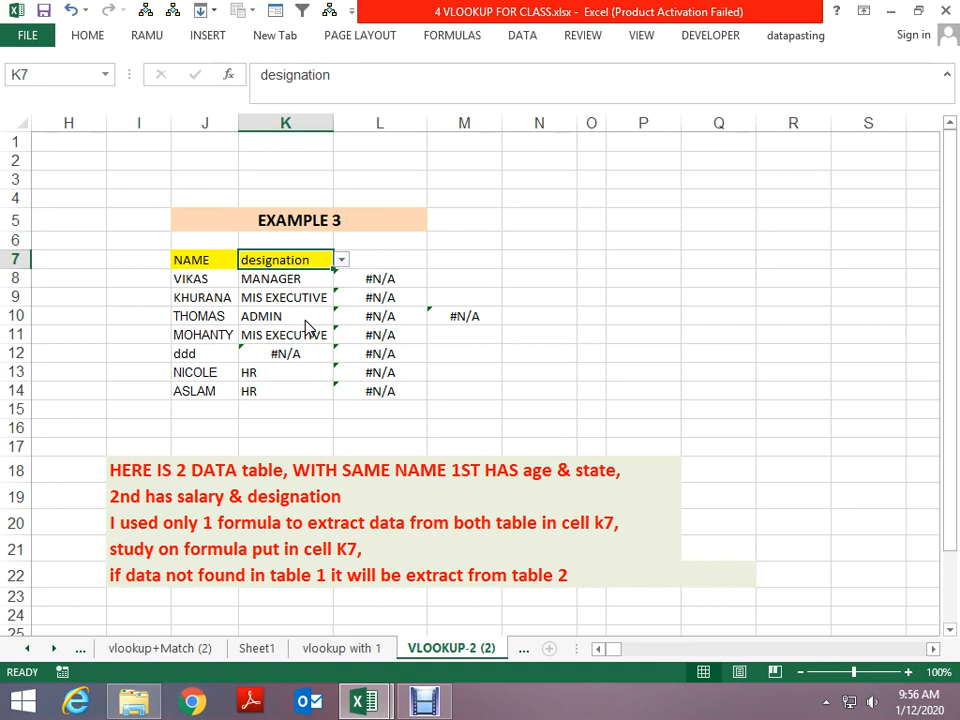 4 VLOOKUP FOR CLASS.xlsx - Excel (Product Activation Failed)
FILE HOME RAMU INSERT New Tab PAGE LAYOUT FORMULAS DATA REVIEW VIEW DEVELOPER datapasting Sign in
K7 fx designation
H I J K L M N O P Q R S
1
2
3
4
5 EXAMPLE 3
6
7 NAME designation
8 VIKAS MANAGER #N/A
9 KHURANA MIS EXECUTIVE #N/A
10 THOMAS ADMIN #N/A #N/A
11 MOHANTY MIS EXECUTIVE #N/A
12 ddd #N/A #N/A
13 NICOLE HR #N/A
14 ASLAM HR #N/A
15
16
17
18 HERE IS 2 DATA table, WITH SAME NAME 1ST HAS age & state,
19 2nd has salary & designation
20 I used only 1 formula to extract data from both table in cell k7,
21 study on formula put in cell K7,
22 if data not found in table 1 it will be extract from table 2
23
24
25
... vlookup+Match (2) Sheet1 vlookup with 1 VLOOKUP-2 (2) ...
READY 100%
9:56 AM
1/12/2020